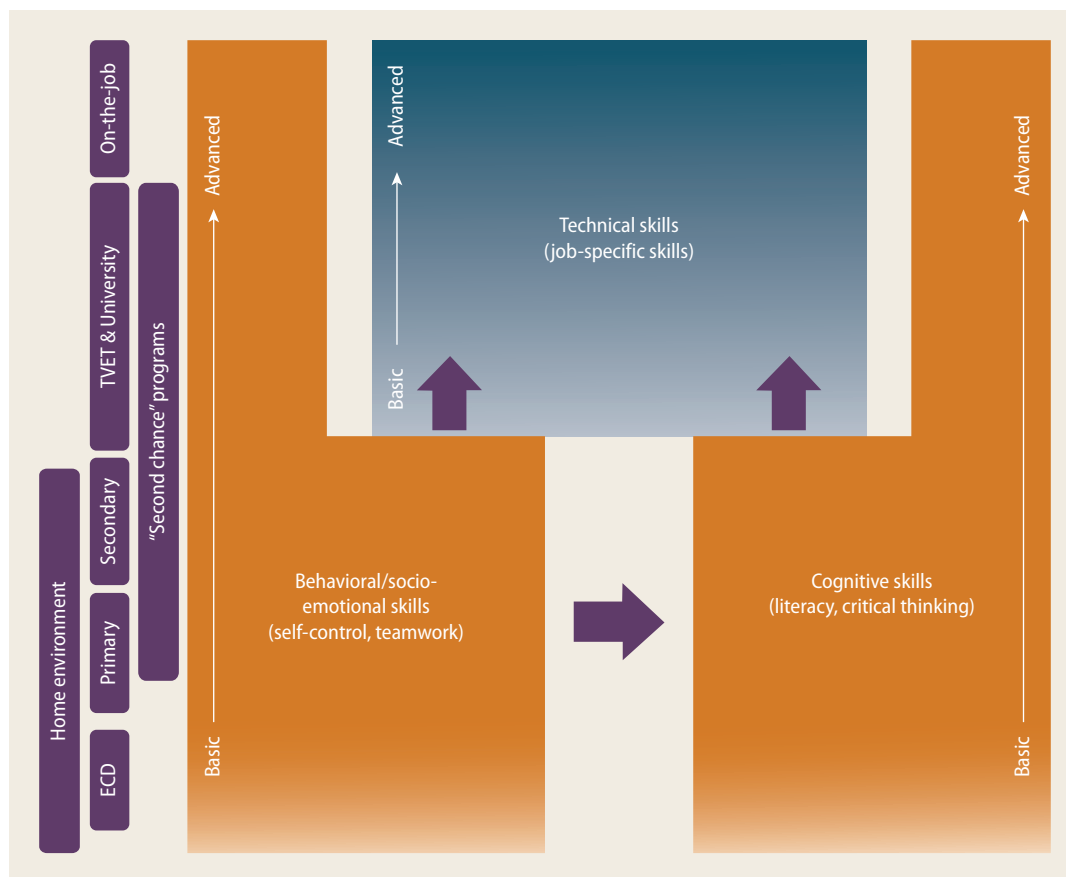 On-the-job
TVET & University
Secondary
Primary
ECD
Home environment
"Second chance" programs
Advanced
Basic
Advanced
Basic
Technical skills
(job-specific skills)
Advanced
Basic
Behavioral/socio-
emotional skills
(self-control, teamwork)
Cognitive skills
(literacy, critical thinking)